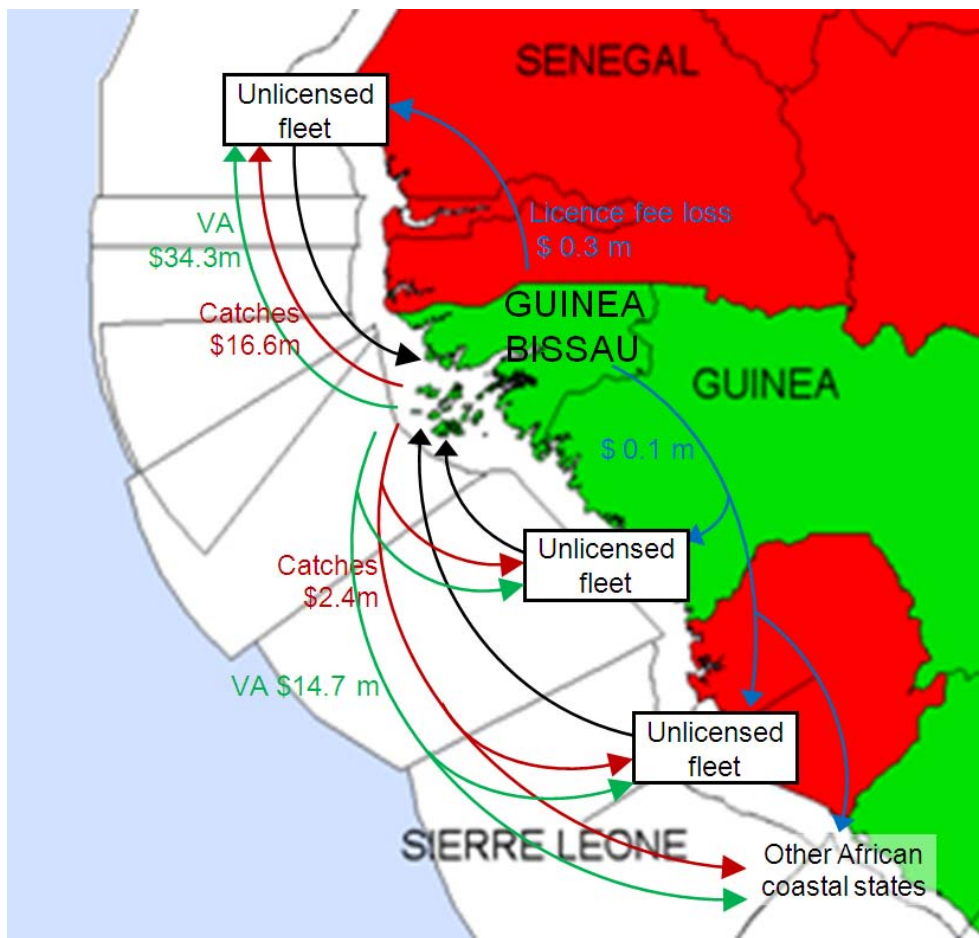 SENEGAL
Unlicensed
fleet
Licence fee loss
$ 0.3 m
VA
$34.3m
Catches
$16.6m
GUINEA
BISSAU
GUINEA
$ 0.1 m
Unlicensed
fleet
Catches
$2.4m
VA $14.7 m
Unlicensed
fleet
SIERRE LEONE
Other African
coastal states